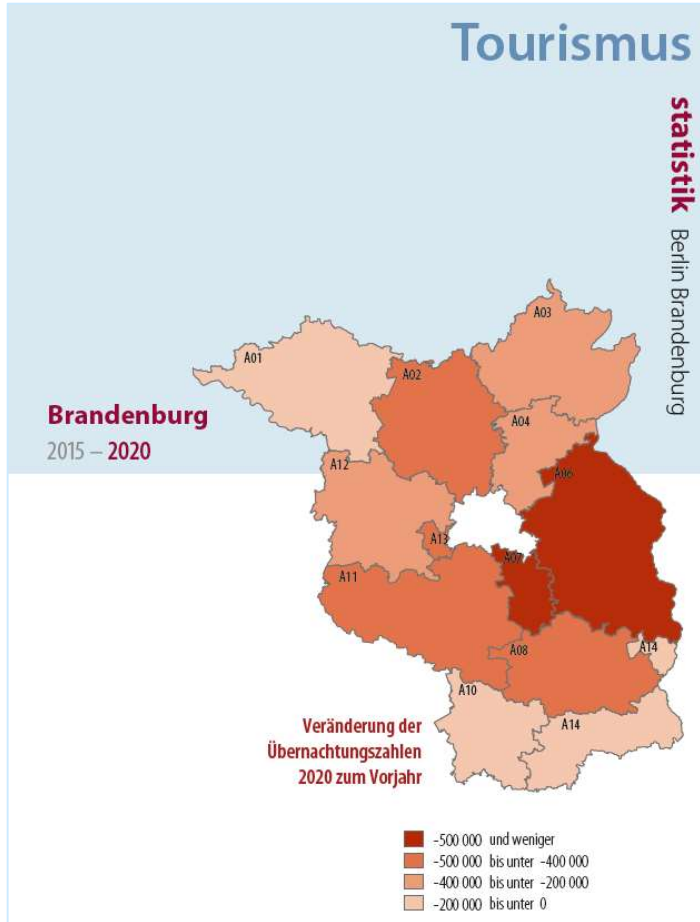 Tourismus
statistik Berlin Brandenburg
Brandenburg
2015 – 2020
A01
A02
A03
A04
A06
A07
A08
A10
A11
A12
A13
A14
A14
Veränderung der
Übernachtungszahlen
2020 zum Vorjahr
-500 000 und weniger
-500 000 bis unter -400 000
-400 000 bis unter -200 000
-200 000 bis unter 0